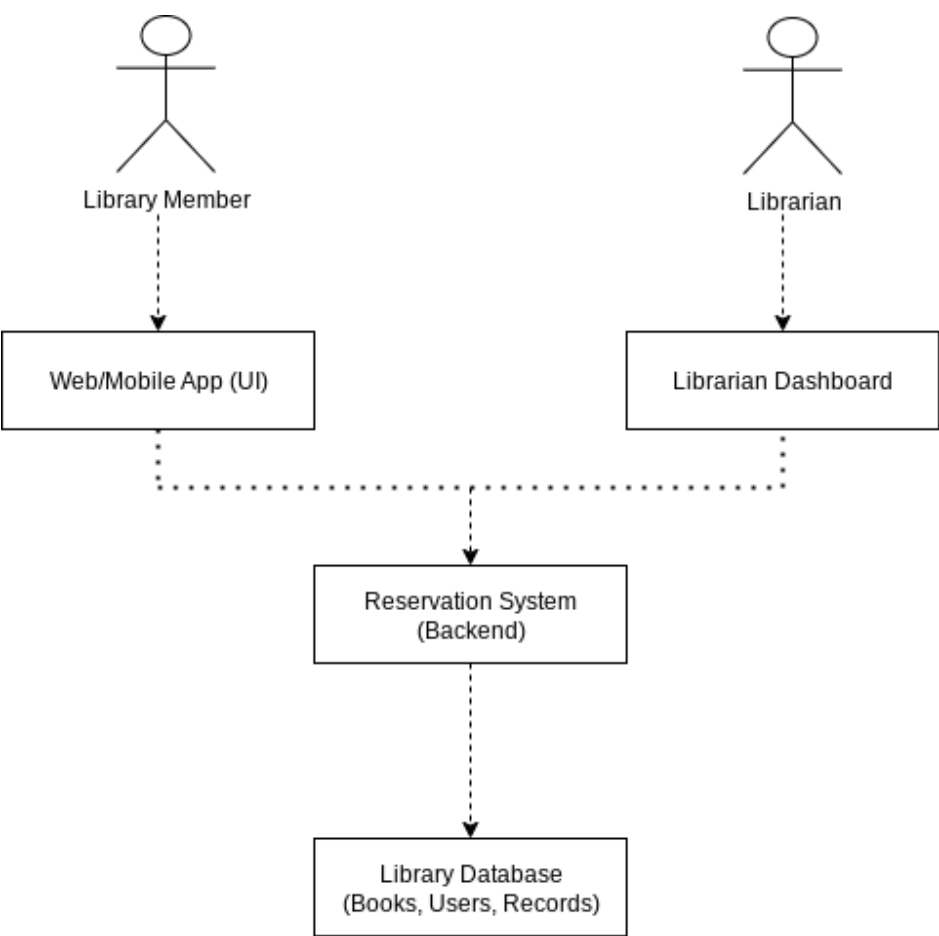 Library Member
Librarian
Web/Mobile App (UI)
Librarian Dashboard
Reservation System
(Backend)
Library Database
(Books, Users, Records)